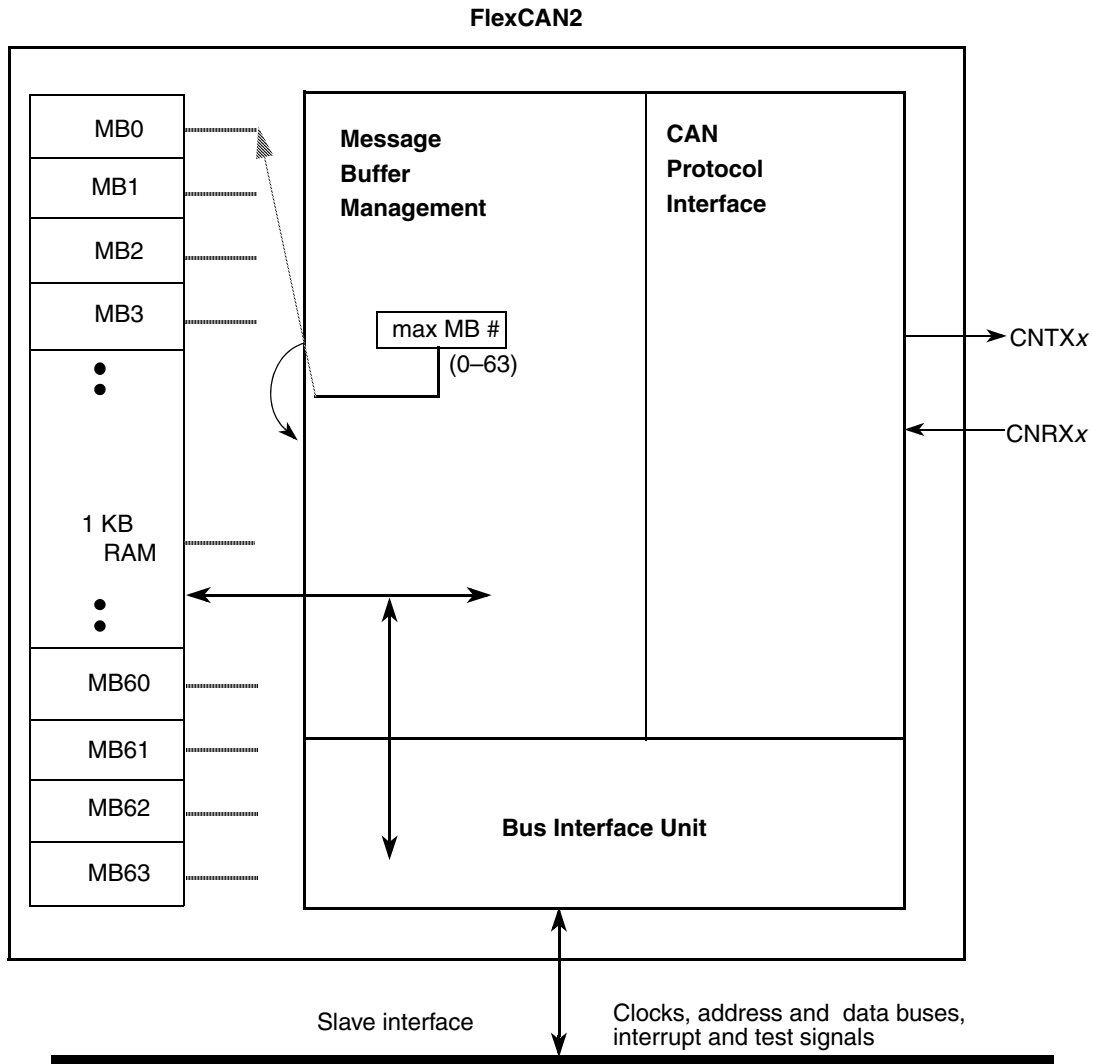 FlexCAN2
MB0
MB1
MB2
MB3
1 KB
RAM
MB60
MB61
MB62
MB63
Message
Buffer
Management
max MB #
(0–63)
CAN
Protocol
Interface
CNTXx
CNRXx
Bus Interface Unit
Slave interface
Clocks, address and data buses,
interrupt and test signals